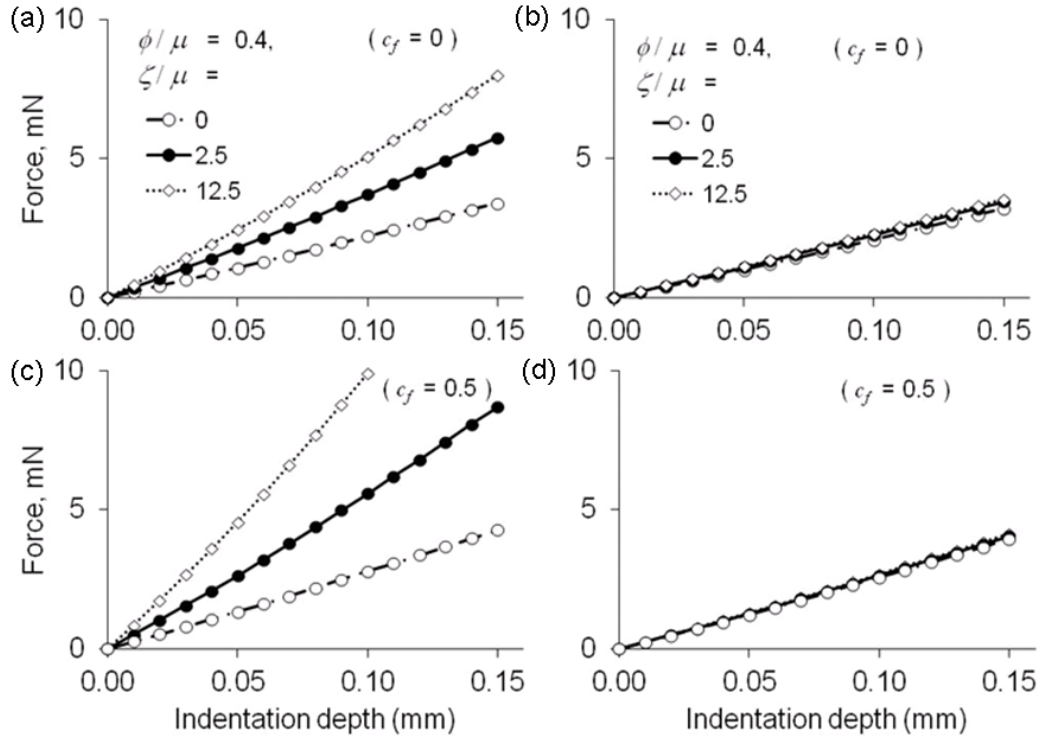 (a)
10
5
0
Force, mN
ϕ/μ = 0.4, ( c_f = 0 )
ζ/μ =
0
2.5
12.5
0.00 0.05 0.10 0.15
(b)
10
5
0
ϕ/μ = 0.4, ( c_f = 0 )
ζ/μ =
0
2.5
12.5
0.00 0.05 0.10 0.15
(c)
10
5
0
Force, mN
( c_f = 0.5 )
0.00 0.05 0.10 0.15
Indentation depth (mm)
(d)
10
5
0
( c_f = 0.5 )
0.00 0.05 0.10 0.15
Indentation depth (mm)